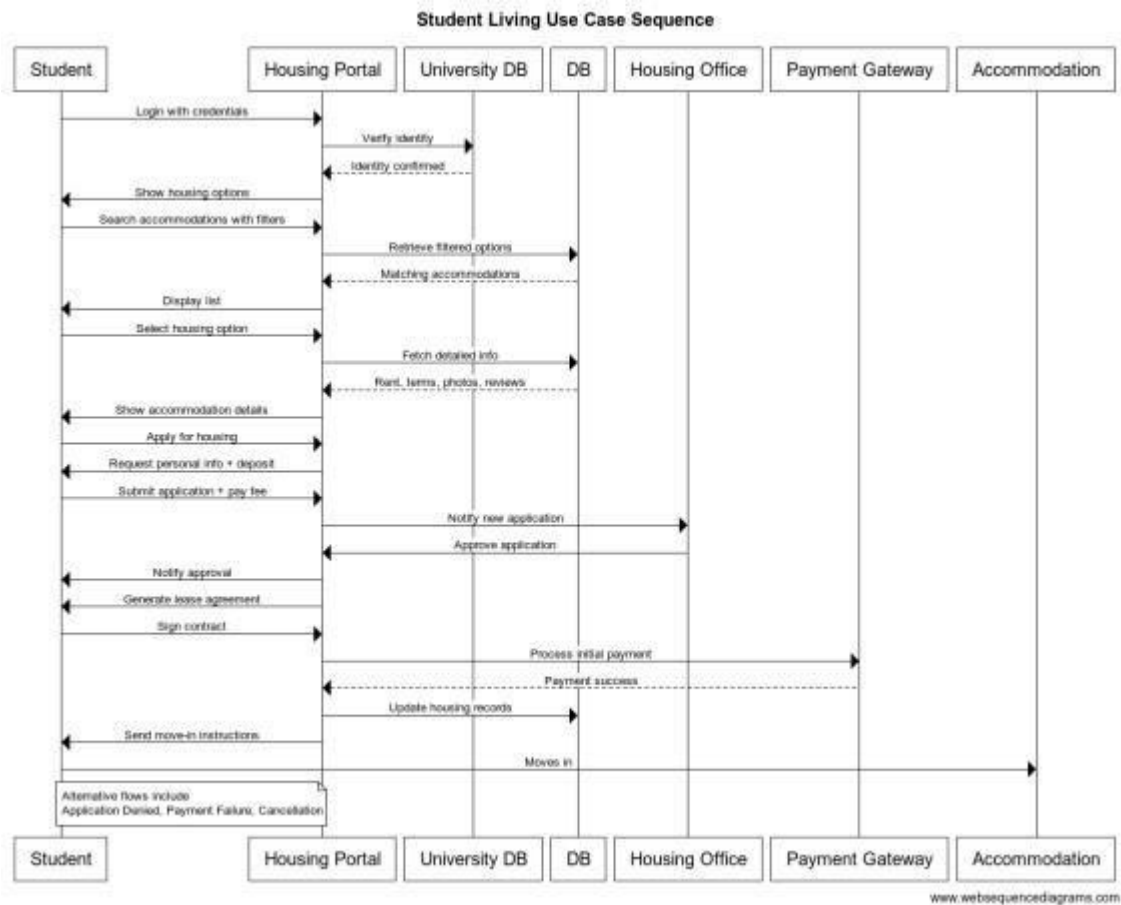 Student Living Use Case Sequence
Student
Housing Portal
University DB
DB
Housing Office
Payment Gateway
Accommodation
Login with credentials
Verify identity
Identity confirmed
Show housing options
Search accommodations with filters
Retrieve filtered options
Matching accommodations
Display list
Select housing option
Fetch detailed info
Rent, terms, photos, reviews
Show accommodation details
Apply for housing
Request personal info + deposit
Submit application + pay fee
Notify new application
Approve application
Notify approval
Generate lease agreement
Sign contract
Process initial payment
Payment success
Update housing records
Send move-in instructions
Moves in
Alternative flows include
Application Denied, Payment Failure, Cancellation
Student
Housing Portal
University DB
DB
Housing Office
Payment Gateway
Accommodation
www.websequencediagrams.com